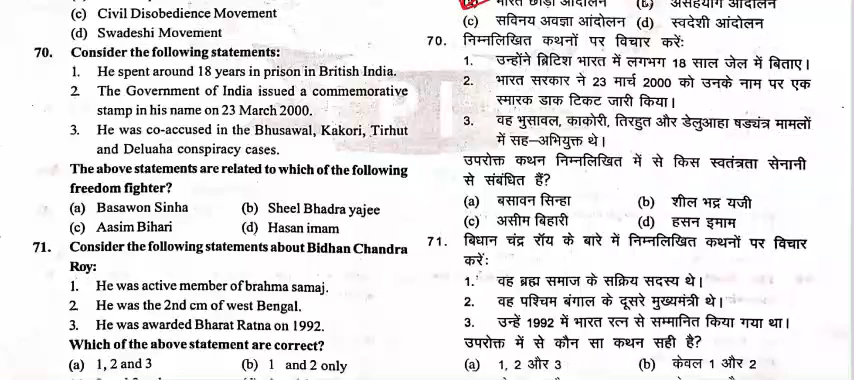 (c) Civil Disobedience Movement
(d) Swadeshi Movement
70. Consider the following statements:
1. He spent around 18 years in prison in British India.
2. The Government of India issued a commemorative
stamp in his name on 23 March 2000.
3. He was co-accused in the Bhusawal, Kakori, Tirhut
and Deluaha conspiracy cases.
The above statements are related to which of the following
freedom fighter?
(a) Basawon Sinha (b) Sheel Bhadra yajee
(c) Aasim Bihari (d) Hasan imam
71. Consider the following statements about Bidhan Chandra
Roy:
1. He was active member of brahma samaj.
2. He was the 2nd cm of west Bengal.
3. He was awarded Bharat Ratna on 1992.
Which of the above statement are correct?
(a) 1, 2 and 3 (b) 1 and 2 only
भारत छोड़ो आंदोलन (b) असहयोग आंदोलन
(c) सविनय अवज्ञा आंदोलन (d) स्वदेशी आंदोलन
70. निम्नलिखित कथनों पर विचार करेंः
1. उन्होंने ब्रिटिश भारत में लगभग 18 साल जेल में बिताए।
2. भारत सरकार ने 23 मार्च 2000 को उनके नाम पर एक
स्मारक डाक टिकट जारी किया।
3. वह भुसावल, काकोरी, तिरहुत और डेलुआहा षड्यंत्र मामलों
में सह–अभियुक्त थे।
उपरोक्त कथन निम्नलिखित में से किस स्वतंत्रता सेनानी
से संबंधित हैं?
(a) बसावन सिन्हा (b) शील भद्र यजी
(c) असीम बिहारी (d) हसन इमाम
71. बिधान चंद्र रॉय के बारे में निम्नलिखित कथनों पर विचार
करेंः
1. वह ब्रह्म समाज के सक्रिय सदस्य थे।
2. वह पश्चिम बंगाल के दूसरे मुख्यमंत्री थे।
3. उन्हें 1992 में भारत रत्न से सम्मानित किया गया था।
उपरोक्त में से कौन सा कथन सही है?
(a) 1, 2 और 3 (b) केवल 1 और 2